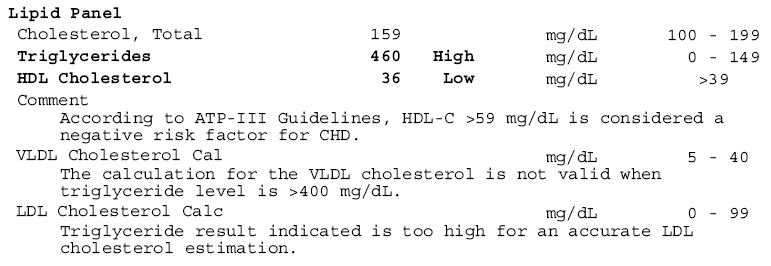 Lipid Panel
Cholesterol, Total 159 mg/dL 100 - 199
Triglycerides 460 High mg/dL 0 - 149
HDL Cholesterol 36 Low mg/dL >39
Comment
According to ATP-III Guidelines, HDL-C >59 mg/dL is considered a
negative risk factor for CHD.
VLDL Cholesterol Cal mg/dL 5 - 40
The calculation for the VLDL cholesterol is not valid when
triglyceride level is >400 mg/dL.
LDL Cholesterol Calc mg/dL 0 - 99
Triglyceride result indicated is too high for an accurate LDL
cholesterol estimation.